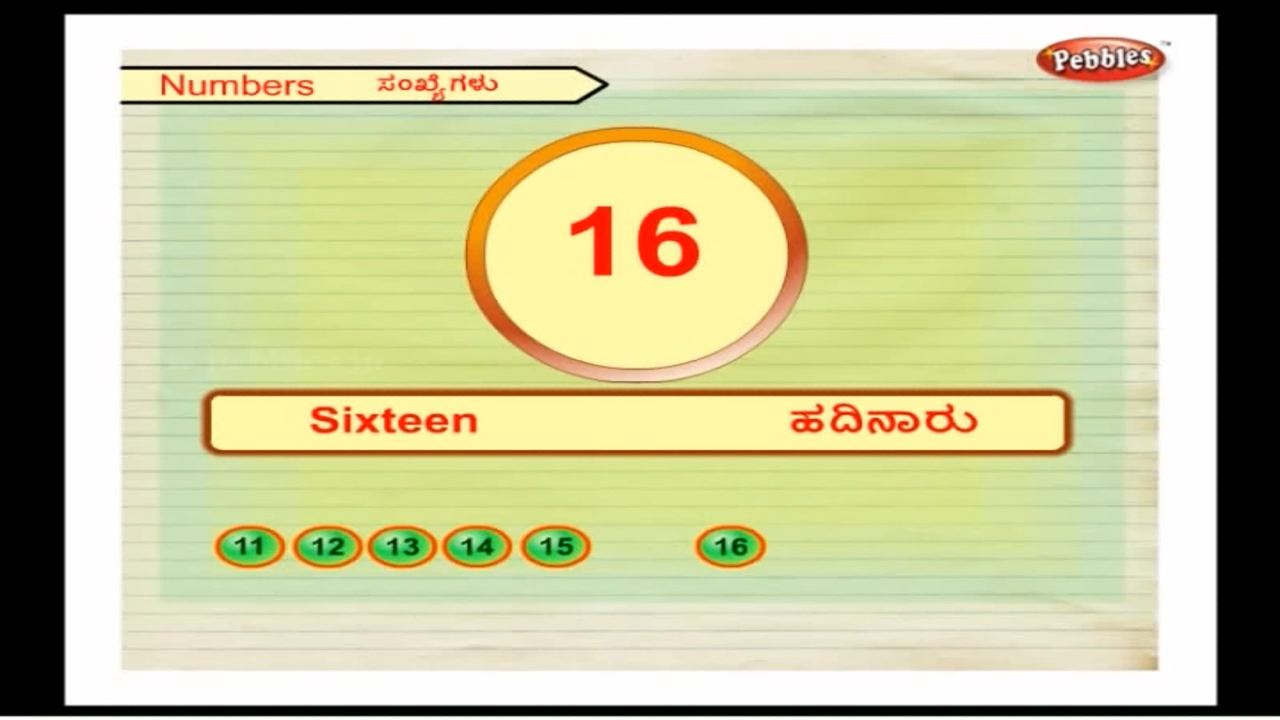 Numbers ಸಂಖ್ಯೆಗಳು
Pebbles
16
Sixteen ಹದಿನಾರು
11 12 13 14 15 16